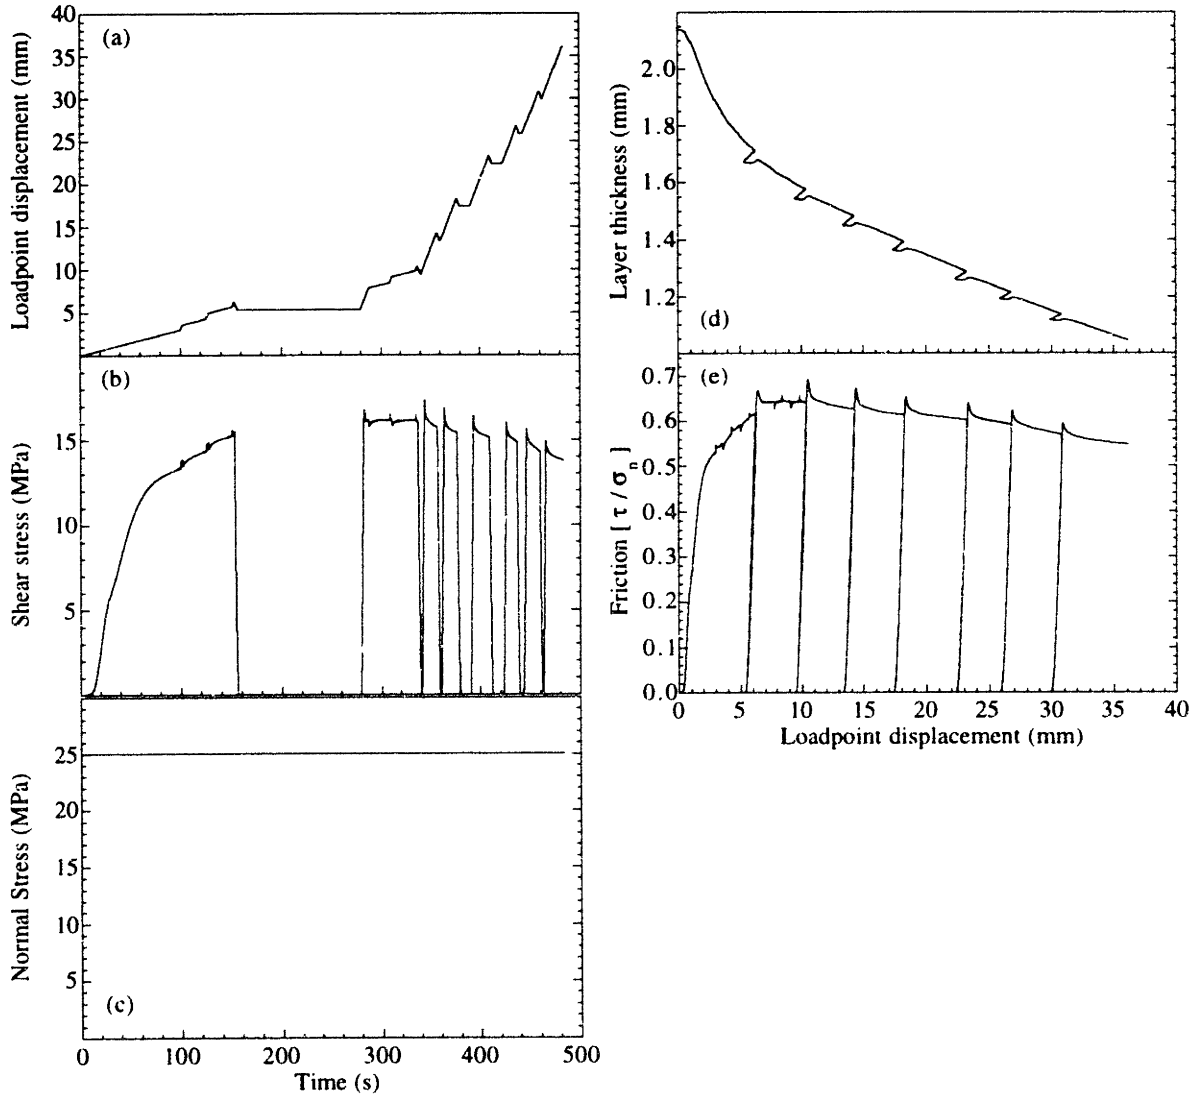 (a)
Loadpoint displacement (mm)
40
35
30
25
20
15
10
5
(b)
Shear stress (MPa)
15
10
5
(c)
Normal Stress (MPa)
25
20
15
10
5
0 100 200 300 400 500
Time (s)
(d)
Layer thickness (mm)
2.0
1.8
1.6
1.4
1.2
(e)
Friction [ τ / σn ]
0.7
0.6
0.5
0.4
0.3
0.2
0.1
0.0
0 5 10 15 20 25 30 35 40
Loadpoint displacement (mm)